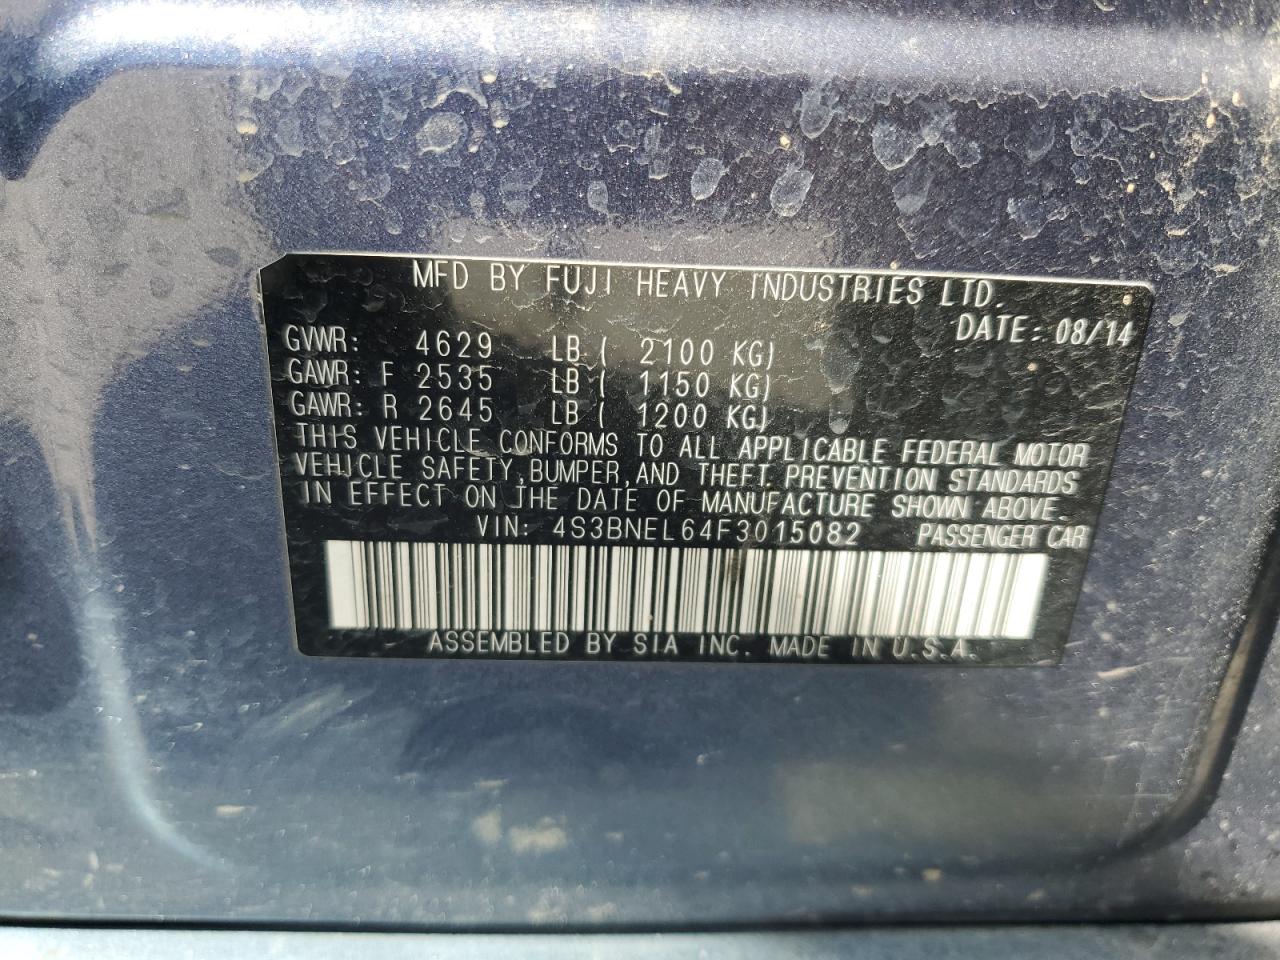 MFD BY FUJI HEAVY INDUSTRIES LTD.
DATE: 08/14
GVWR: 4629 LB ( 2100 KG)
GAWR: F 2535 LB ( 1150 KG)
GAWR: R 2645 LB ( 1200 KG)
THIS VEHICLE CONFORMS TO ALL APPLICABLE FEDERAL MOTOR
VEHICLE SAFETY, BUMPER, AND THEFT PREVENTION STANDARDS
IN EFFECT ON THE DATE OF MANUFACTURE SHOWN ABOVE.
VIN: 4S3BNEL64F3015082 PASSENGER CAR
ASSEMBLED BY SIA INC. MADE IN U.S.A.